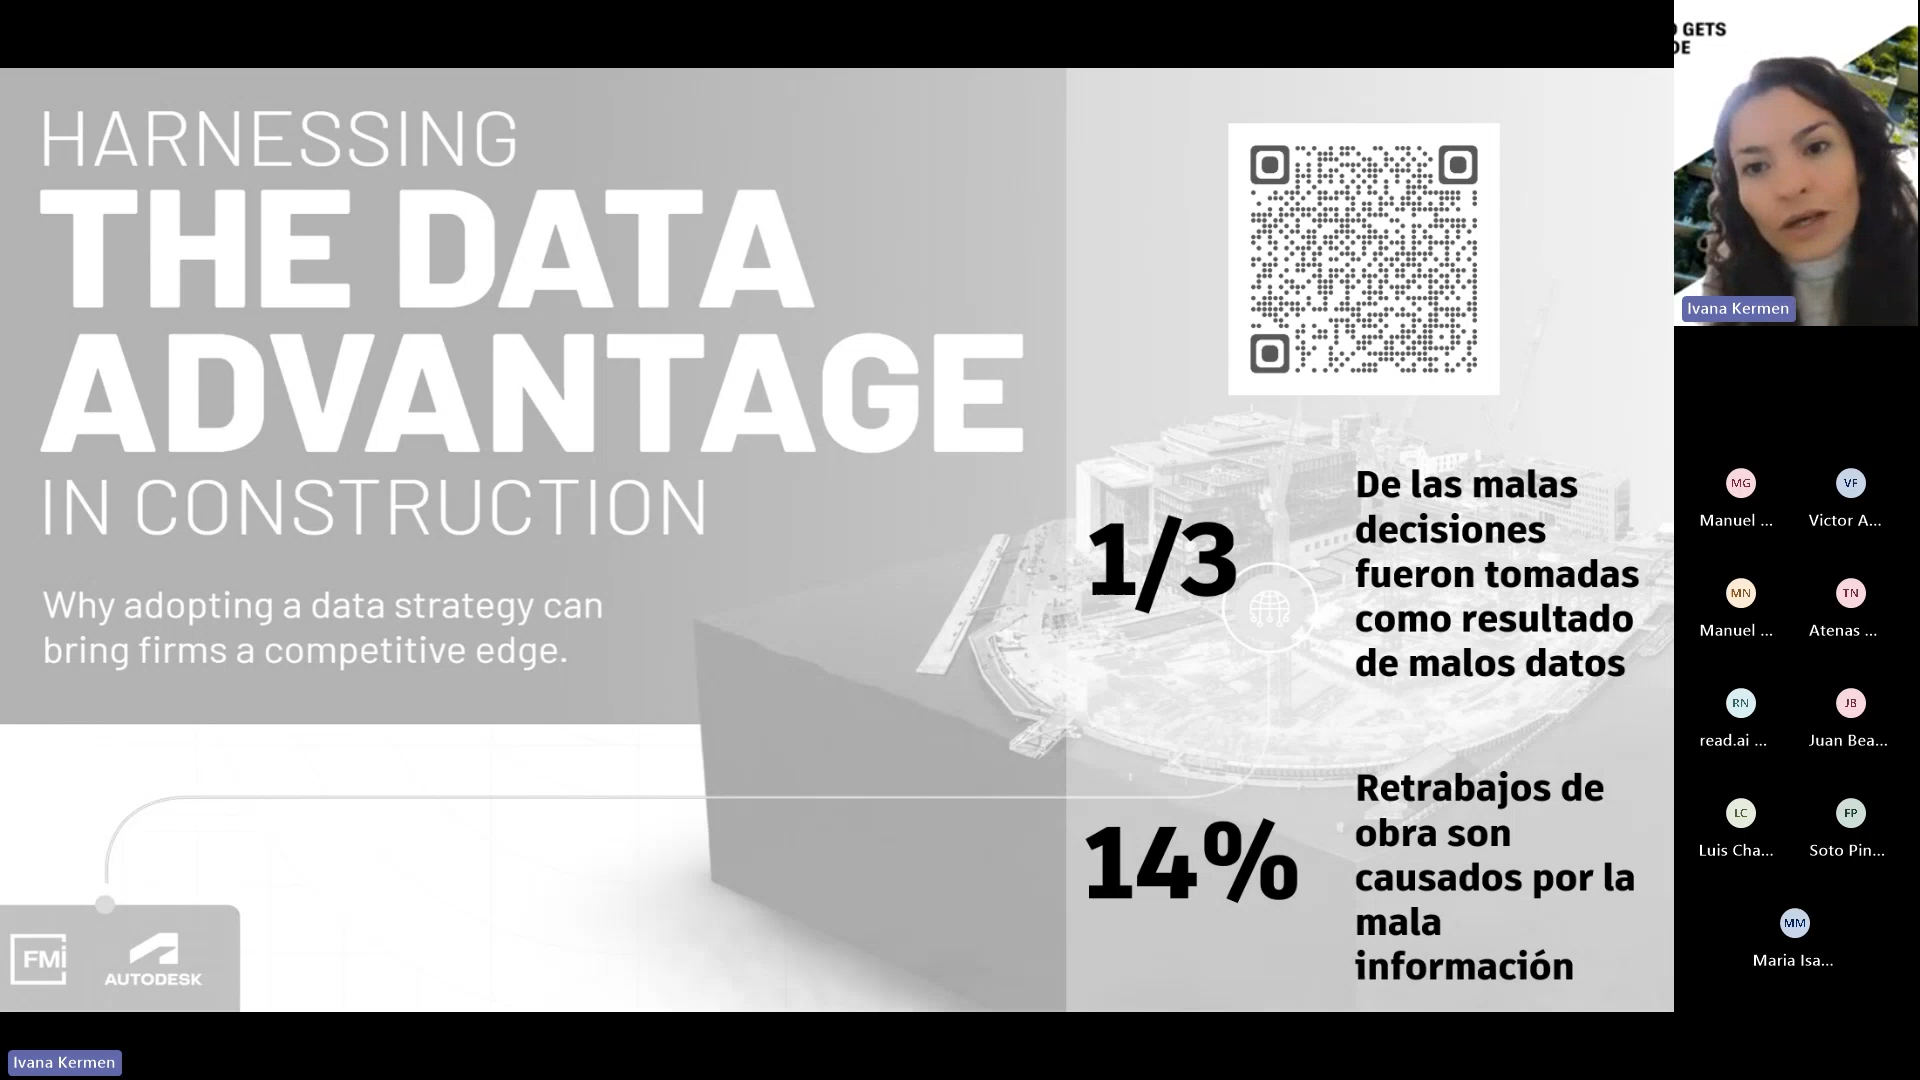 HARNESSING
THE DATA
ADVANTAGE
IN CONSTRUCTION
Why adopting a data strategy can
bring firms a competitive edge.
FMi
AUTODESK
1/3
De las malas
decisiones
fueron tomadas
como resultado
de malos datos
14%
Retrabajos de
obra son
causados por la
mala
información
GETS
DE
Ivana Kermen
MG
Manuel ...
VF
Victor A...
MN
Manuel ...
TN
Atenas ...
RN
read.ai ...
JB
Juan Bea...
LC
Luis Cha...
FP
Soto Pin...
MM
Maria Isa...
Ivana Kermen